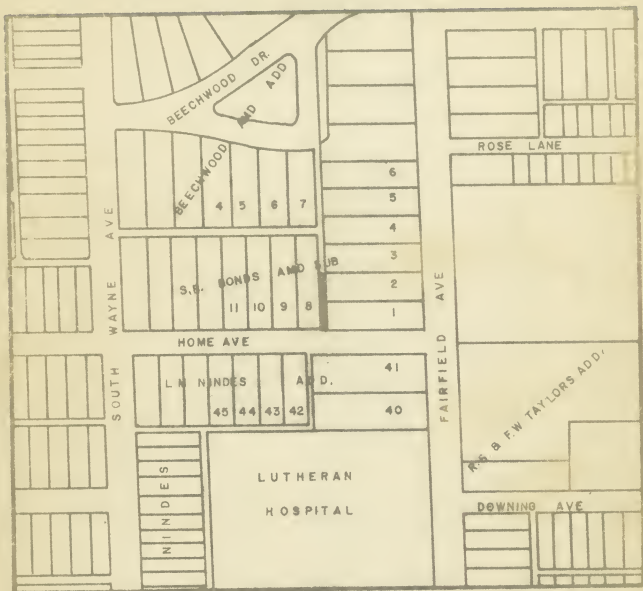 BEECHWOOD DR.
BEECHWOOD AMD ADD
ROSE LANE
6
5
4
3
2
1
4 5 6 7
S.E. BONDS AMD SUB
11 10 9 8
SOUTH WAYNE AVE
HOME AVE
FAIRFIELD AVE
L M NINDES ADD.
45 44 43 42
41
40
R.S & F.W TAYLORS ADD.
NINDES
LUTHERAN
HOSPITAL
DOWNING AVE